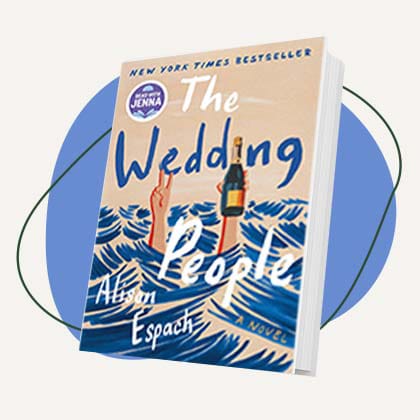 NEW YORK TIMES BESTSELLER
READ WITH
JENNA
The
Wedding
People
Alison
Espach
A NOVEL